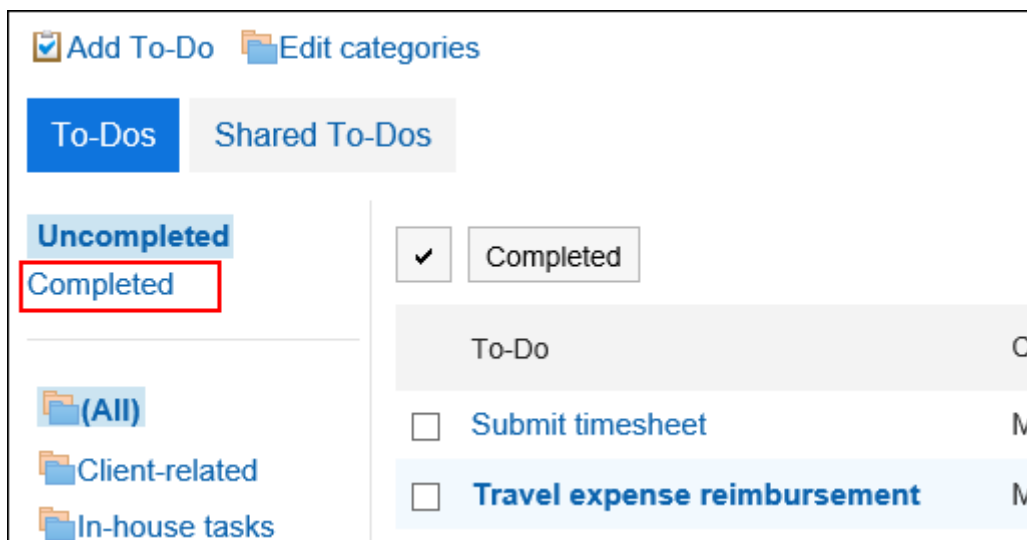 Add To-Do Edit categories
To-Dos Shared To-Dos
Uncompleted
Completed
(All)
Client-related
In-house tasks
Completed
To-Do
Submit timesheet
Travel expense reimbursement